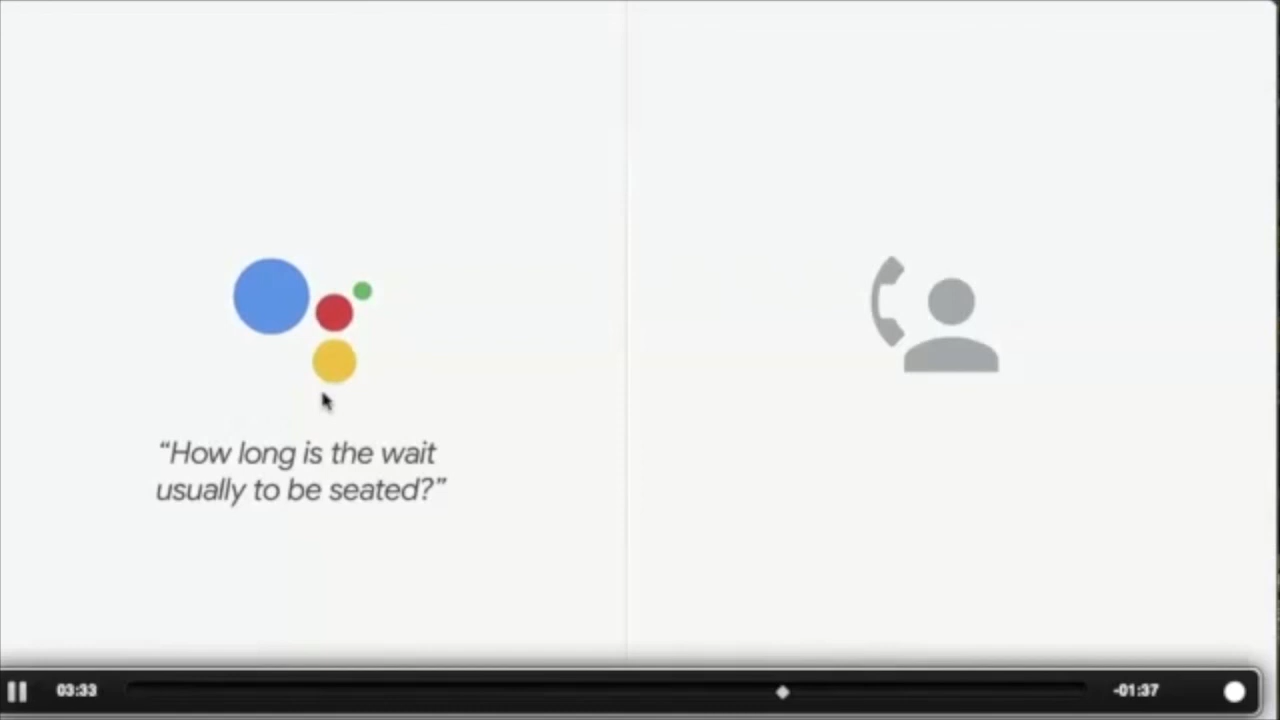 “How long is the wait
usually to be seated?”
03:33
-01:37